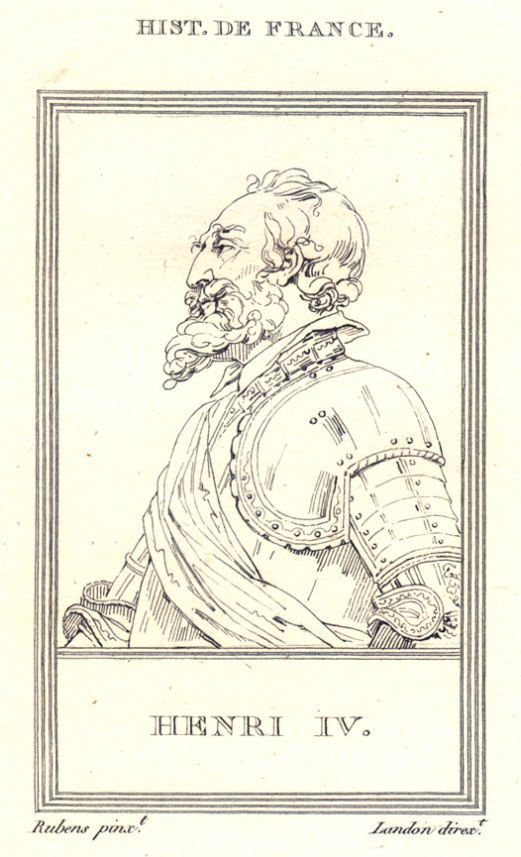 HIST. DE FRANCE.
HENRI IV.
Rubens pinx.t
Landon direx.t